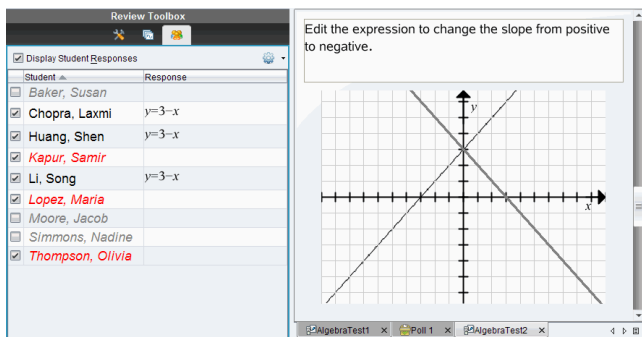 Review Toolbox
Display Student Responses
Student Response
Baker, Susan
Chopra, Laxmi y=3−x
Huang, Shen y=3−x
Kapur, Samir
Li, Song y=3−x
Lopez, Maria
Moore, Jacob
Simmons, Nadine
Thompson, Olivia
Edit the expression to change the slope from positive
to negative.
y
x
AlgebraTest1 × Poll 1 × AlgebraTest2 ×